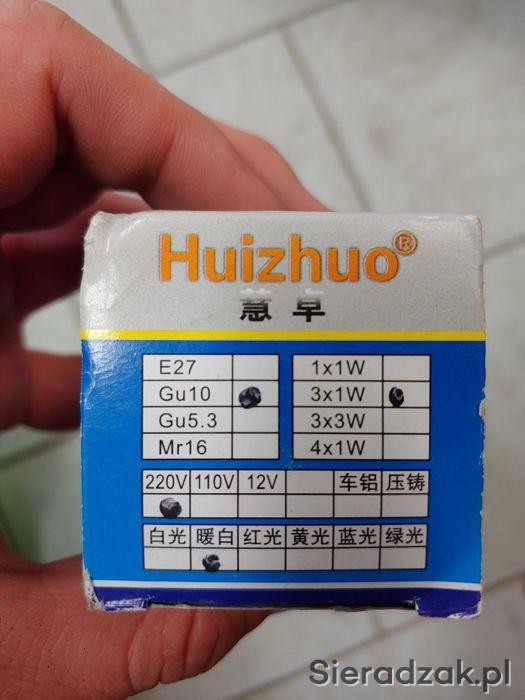 Huizhuo®
慧卓
E27 1x1W
Gu10 3x1W
Gu5.3 3x3W
Mr16 4x1W
220V 110V 12V 车铝 压铸
白光 暖白 红光 黄光 蓝光 绿光
Sieradzak.pl